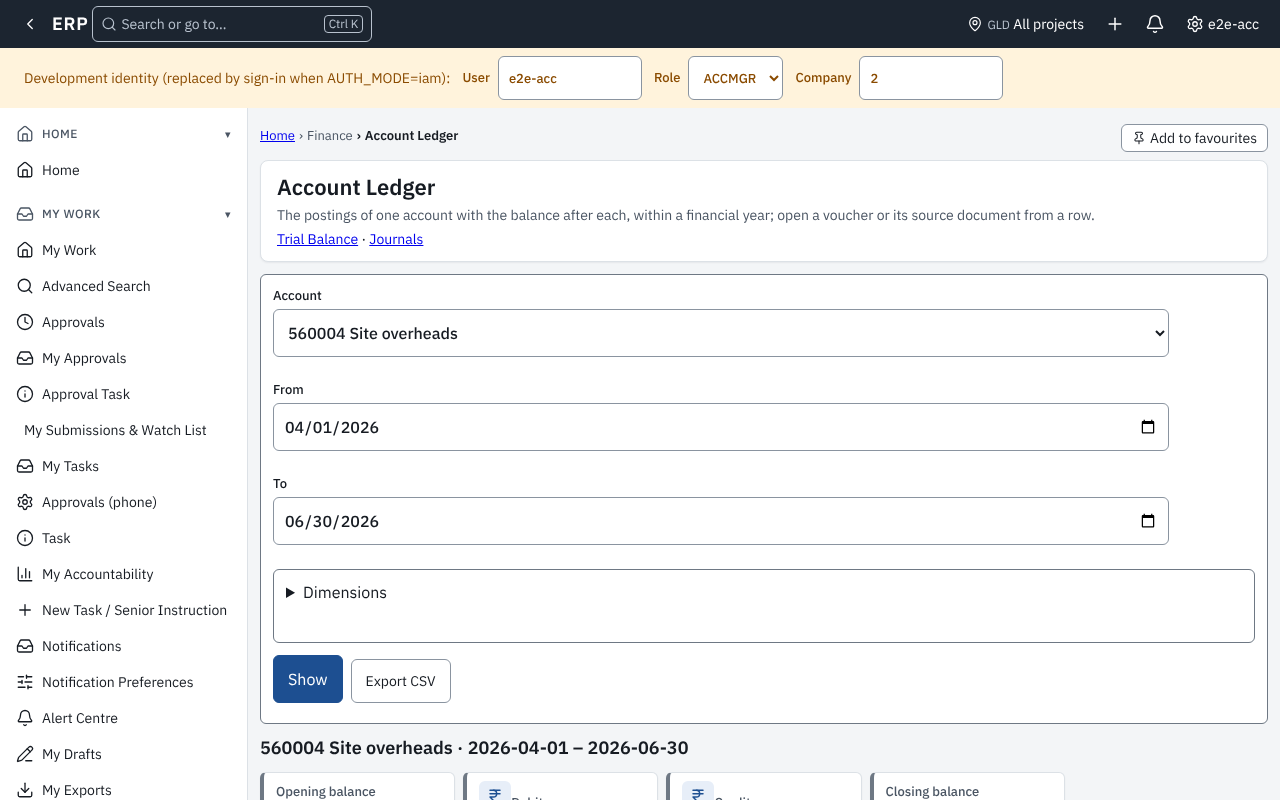 ERP
Search or go to...
Ctrl K
GLD All projects
e2e-acc
Development identity (replaced by sign-in when AUTH_MODE=iam): User e2e-acc Role ACCMGR Company 2
HOME
Home
MY WORK
My Work
Advanced Search
Approvals
My Approvals
Approval Task
My Submissions & Watch List
My Tasks
Approvals (phone)
Task
My Accountability
New Task / Senior Instruction
Notifications
Notification Preferences
Alert Centre
My Drafts
My Exports
Home › Finance › Account Ledger
Add to favourites
Account Ledger
The postings of one account with the balance after each, within a financial year; open a voucher or its source document from a row.
Trial Balance · Journals
Account
560004 Site overheads
From
04/01/2026
To
06/30/2026
Dimensions
Show
Export CSV
560004 Site overheads · 2026-04-01 – 2026-06-30
Opening balance
₹
₹
Closing balance